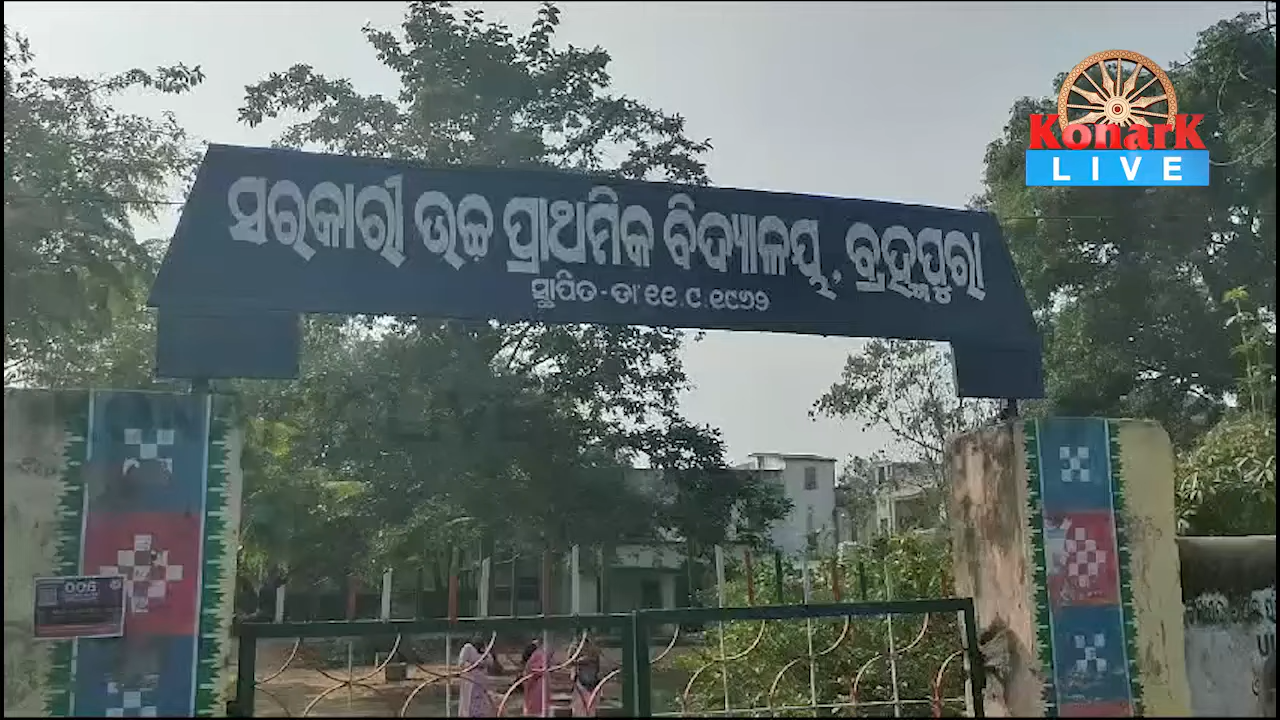 Konark
LIVE
ସରକାରୀ ଉଚ୍ଚ ପ୍ରାଥମିକ ବିଦ୍ୟାଳୟ, ବ୍ରହ୍ମପୁରା
ସ୍ଥାପିତ-ତା ୧୧.୯.୧୯୭୨